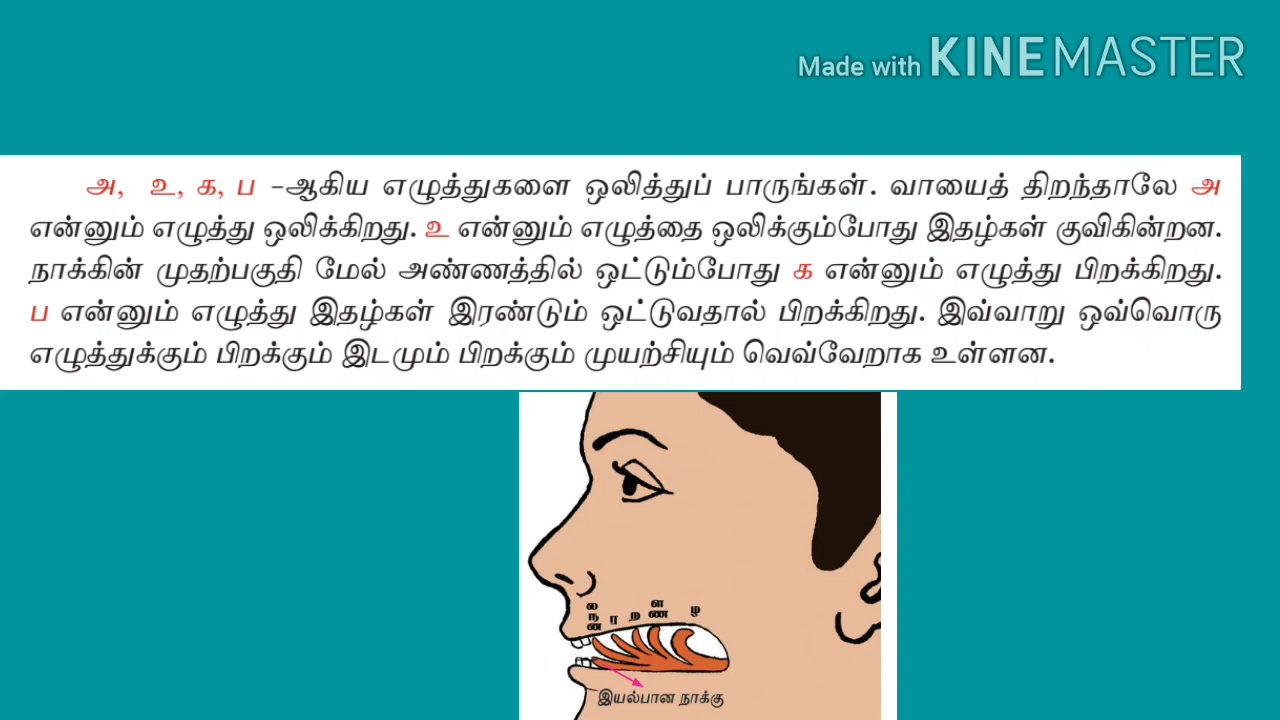 Made with KINEMASTER
அ, உ, க, ப –ஆகிய எழுத்துகளை ஒலித்துப் பாருங்கள். வாயைத் திறந்தாலே அ
என்னும் எழுத்து ஒலிக்கிறது. உ என்னும் எழுத்தை ஒலிக்கும்போது இதழ்கள் குவிகின்றன.
நாக்கின் முதற்பகுதி மேல் அண்ணத்தில் ஒட்டும்போது க என்னும் எழுத்து பிறக்கிறது.
ப என்னும் எழுத்து இதழ்கள் இரண்டும் ஒட்டுவதால் பிறக்கிறது. இவ்வாறு ஒவ்வொரு
எழுத்துக்கும் பிறக்கும் இடமும் பிறக்கும் முயற்சியும் வெவ்வேறாக உள்ளன.
ல ள
ந ர ற ண ழ
ன
இயல்பான நாக்கு